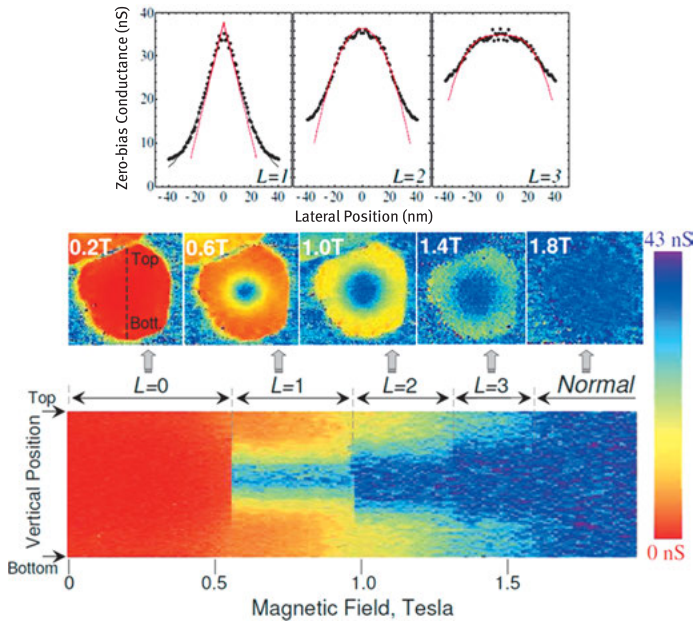 Zero-bias Conductance (nS)
40
30
20
10
0
L=1
L=2
L=3
-40 -20 0 20 40
-40 -20 0 20 40
-40 -20 0 20 40
Lateral Position (nm)
0.2T
0.6T
1.0T
1.4T
1.8T
Top
Bott.
43 nS
0 nS
L=0
L=1
L=2
L=3
Normal
Top
Vertical Position
Bottom
0
0.5
1.0
1.5
Magnetic Field, Tesla